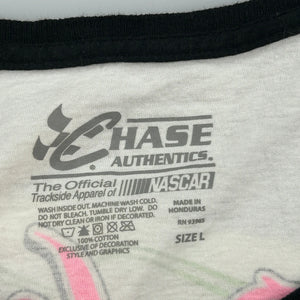 CHASE
AUTHENTICS.
The Official
Trackside Apparel of NASCAR
WASH INSIDE OUT, MACHINE WASH COLD.
DO NOT BLEACH, TUMBLE DRY LOW. DO
NOT CLEAN OR IRON IF DECORATED.
100% COTTON
EXCLUSIVE OF DECORATION
STYLE AND GRAPHICS
MADE IN
HONDURAS
RN 93965
SIZE L